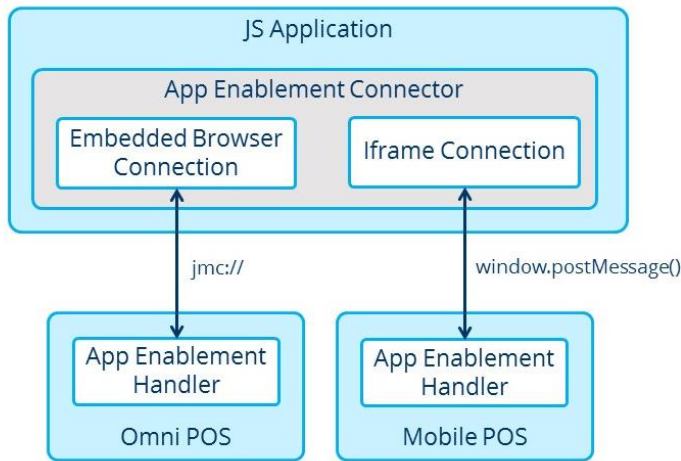 JS Application
App Enablement Connector
Embedded Browser
Connection
Iframe Connection
jmc://
window.postMessage()
App Enablement
Handler
Omni POS
App Enablement
Handler
Mobile POS